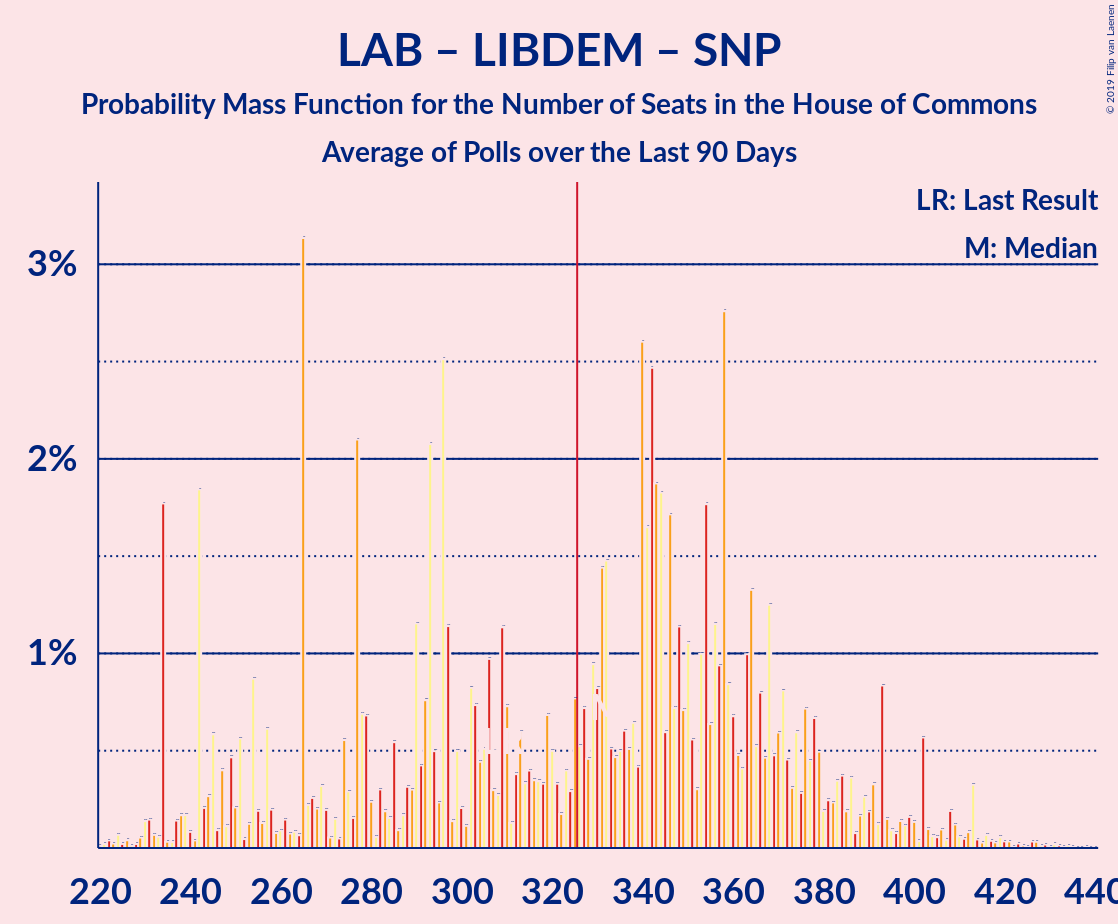 LAB – LIBDEM – SNP
Probability Mass Function for the Number of Seats in the House of Commons
Average of Polls over the Last 90 Days
© 2019 Filip van Laenen
LR: Last Result
M: Median
3%
2%
1%
220 240 260 280 300 320 340 360 380 400 420 440